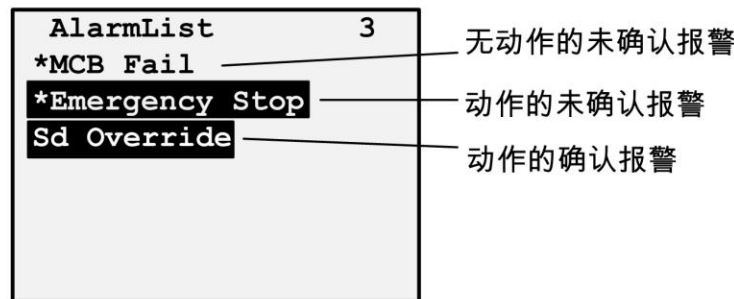 AlarmList 3
*MCB Fail
无动作的未确认报警
*Emergency Stop
动作的未确认报警
Sd Override
动作的确认报警